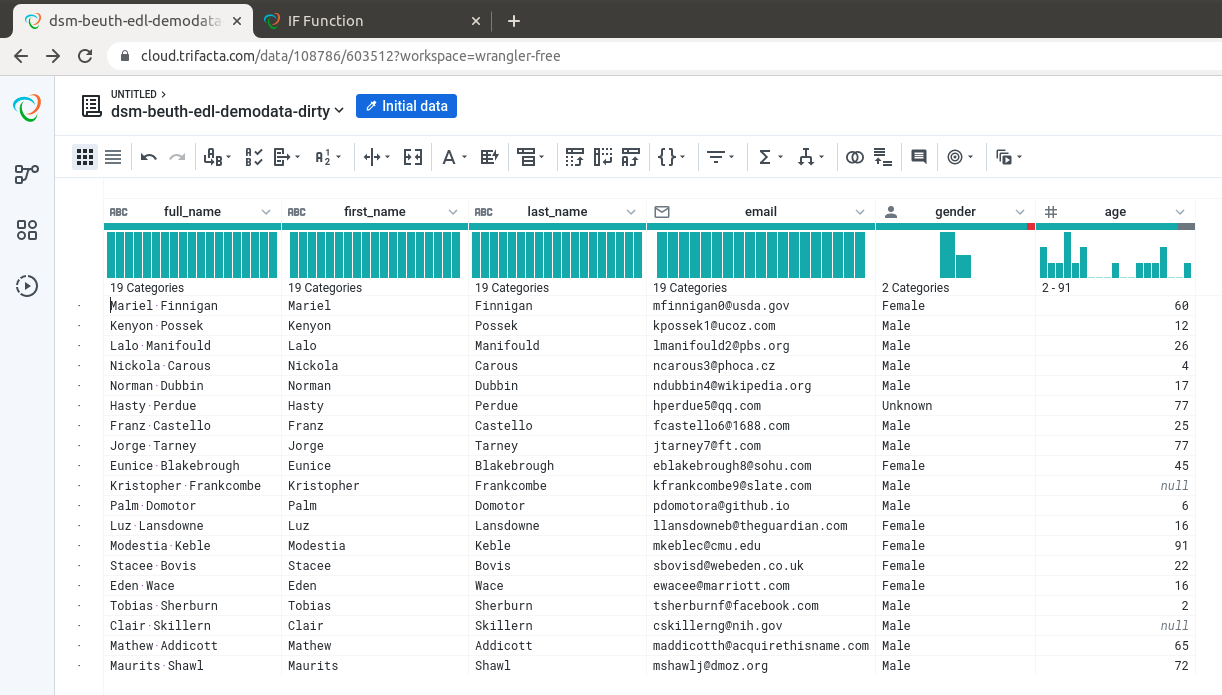 dsm-beuth-edl-demodata
IF Function
cloud.trifacta.com/data/108786/603512?workspace=wrangler-free
UNTITLED
dsm-beuth-edl-demodata-dirty Initial data
ABC full_name ABC first_name ABC last_name email gender # age
19 Categories 19 Categories 19 Categories 19 Categories 2 Categories 2 - 91
Mariel·Finnigan Mariel Finnigan mfinnigan0@usda.gov Female 60
Kenyon·Possek Kenyon Possek kpossek1@ucoz.com Male 12
Lalo·Manifould Lalo Manifould lmanifould2@pbs.org Male 26
Nickola·Carous Nickola Carous ncarous3@phoca.cz Male 4
Norman·Dubbin Norman Dubbin ndubbin4@wikipedia.org Male 17
Hasty·Perdue Hasty Perdue hperdue5@qq.com Unknown 77
Franz·Castello Franz Castello fcastello6@1688.com Male 25
Jorge·Tarney Jorge Tarney jtarney7@ft.com Male 77
Eunice·Blakebrough Eunice Blakebrough eblakebrough8@sohu.com Female 45
Kristopher·Frankcombe Kristopher Frankcombe kfrankcombe9@slate.com Male null
Palm·Domotor Palm Domotor pdomotora@github.io Male 6
Luz·Lansdowne Luz Lansdowne llansdowneb@theguardian.com Female 16
Modestia·Keble Modestia Keble mkeblec@cmu.edu Female 91
Stacee·Bovis Stacee Bovis sbovisd@webeden.co.uk Female 22
Eden·Wace Eden Wace ewacee@marriott.com Female 16
Tobias·Sherburn Tobias Sherburn tsherburnf@facebook.com Male 2
Clair·Skillern Clair Skillern cskillerng@nih.gov Male null
Mathew·Addicott Mathew Addicott maddicotth@acquirethisname.com Male 65
Maurits·Shawl Maurits Shawl mshawlj@dmoz.org Male 72